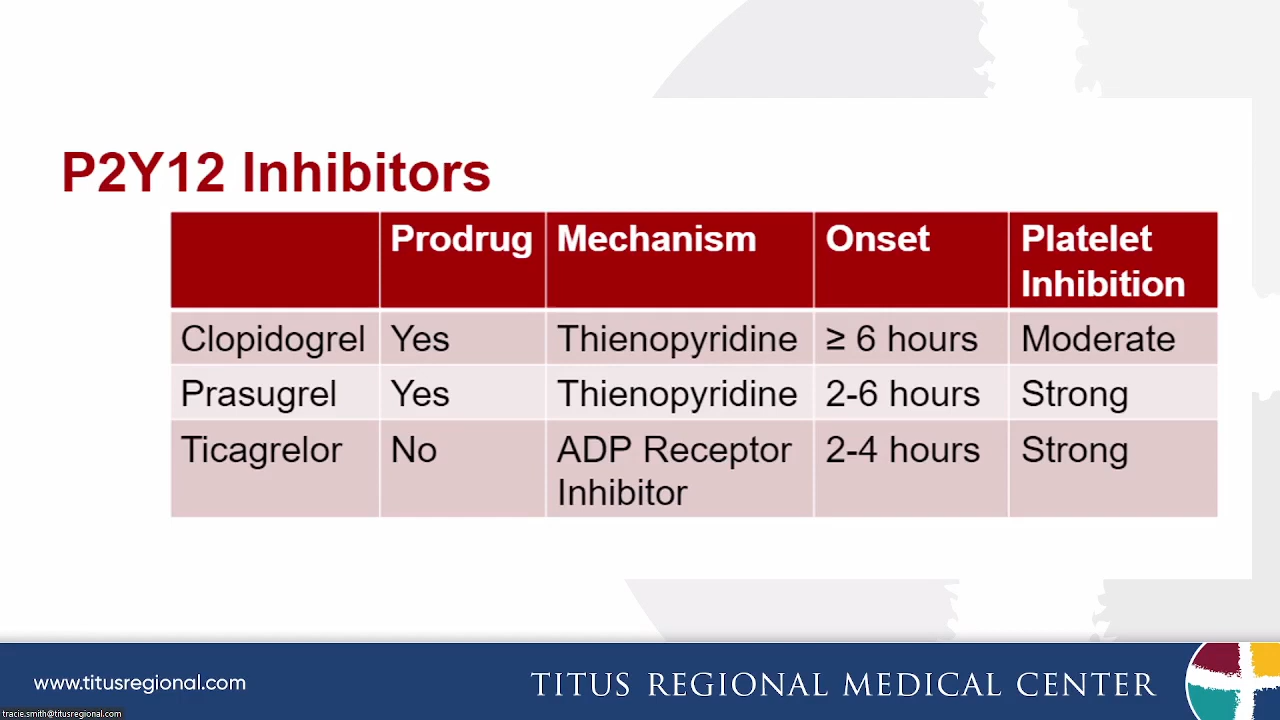 P2Y12 Inhibitors
Prodrug Mechanism Onset Platelet
Inhibition
Clopidogrel Yes Thienopyridine ≥ 6 hours Moderate
Prasugrel Yes Thienopyridine 2-6 hours Strong
Ticagrelor No ADP Receptor 2-4 hours Strong
Inhibitor
www.titusregional.com
TITUS REGIONAL MEDICAL CENTER
tracie.smith@titusregional.com